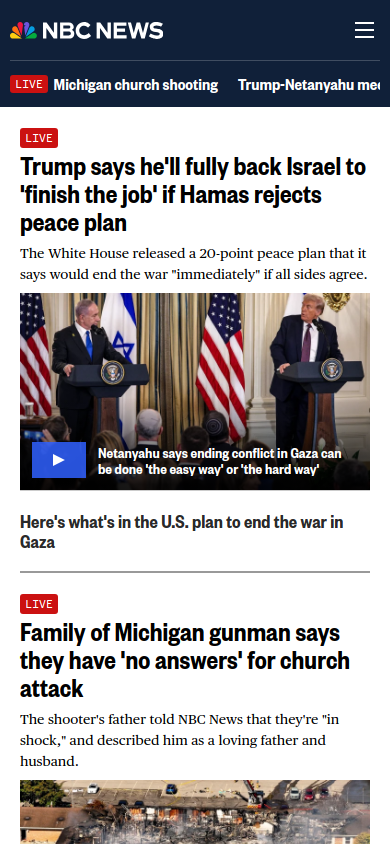 NBC NEWS
LIVE Michigan church shooting Trump-Netanyahu
LIVE
Trump says he'll fully back Israel to
'finish the job' if Hamas rejects
peace plan
The White House released a 20-point peace plan that it
says would end the war "immediately" if all sides agree.
Netanyahu says ending conflict in Gaza can
be done 'the easy way' or 'the hard way'
Here's what's in the U.S. plan to end the war in
Gaza
LIVE
Family of Michigan gunman says
they have 'no answers' for church
attack
The shooter's father told NBC News that they're "in
shock," and described him as a loving father and
husband.